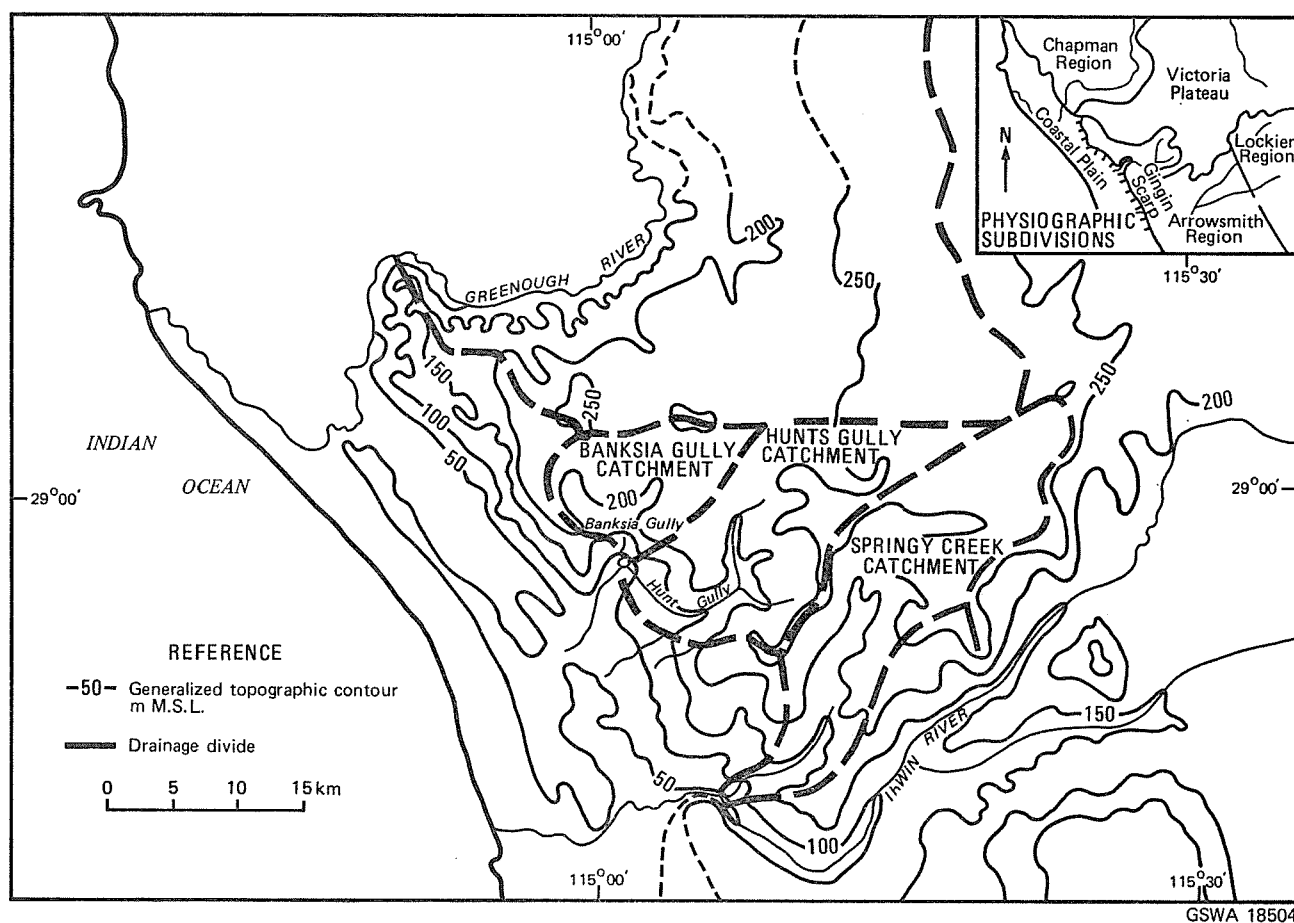 115°00'
Chapman
Region
Victoria
Plateau
Coastal Plain
Lockier
Region
Gingin
Scarp
N
PHYSIOGRAPHIC
SUBDIVISIONS
Arrowsmith
Region
115°30'
200
250
GREENOUGH RIVER
150
250
250
200
100
50
INDIAN
OCEAN
BANKSIA GULLY
CATCHMENT
HUNTS GULLY
CATCHMENT
29°00'
29°00'
200
Banksia Gully
SPRINGY CREEK
CATCHMENT
Hunt Gully
REFERENCE
-50- Generalized topographic contour
m M.S.L.
Drainage divide
0 5 10 15 km
50
IhWIN RIVER
150
100
115°00'
115°30'
GSWA 18504